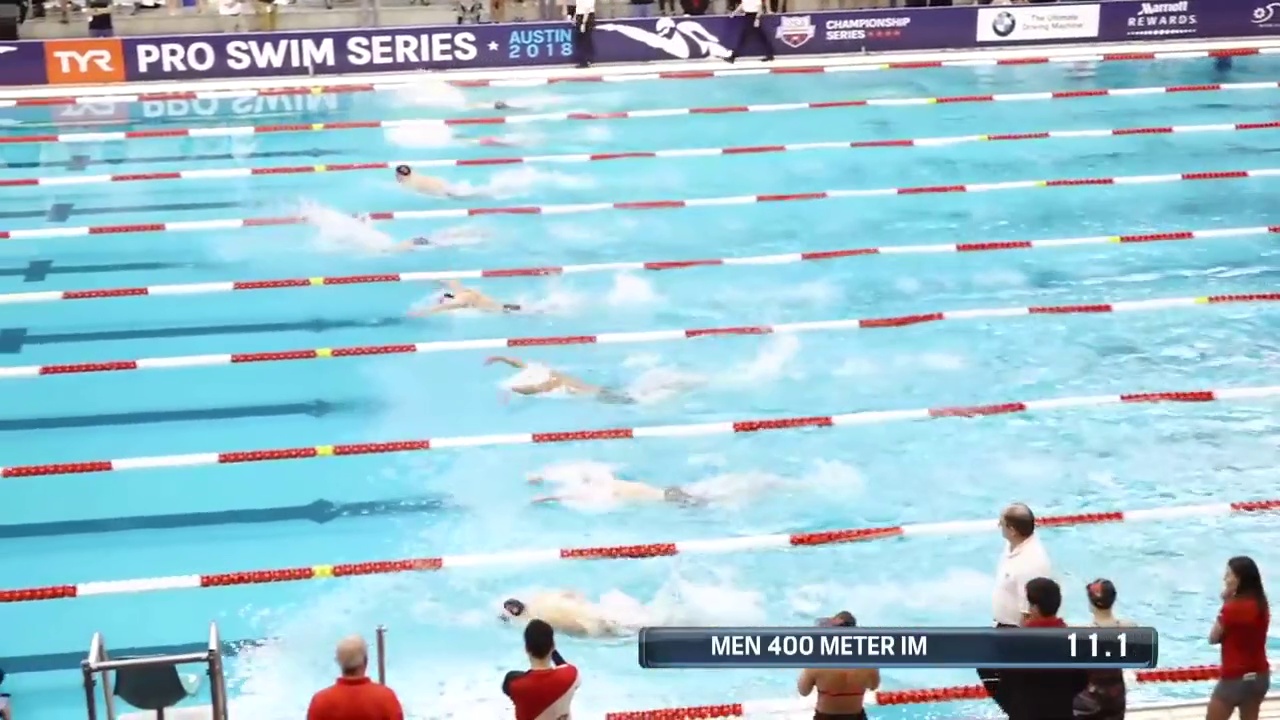 TYR PRO SWIM SERIES AUSTIN
2018
CHAMPIONSHIP
SERIES
BMW
The Ultimate
Driving Machine
Marriott
REWARDS
MEN 400 METER IM 11.1